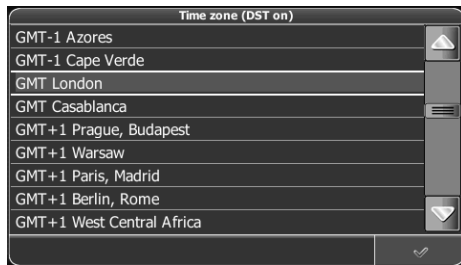 Time zone (DST on)
GMT-1 Azores
GMT-1 Cape Verde
GMT London
GMT Casablanca
GMT+1 Prague, Budapest
GMT+1 Warsaw
GMT+1 Paris, Madrid
GMT+1 Berlin, Rome
GMT+1 West Central Africa